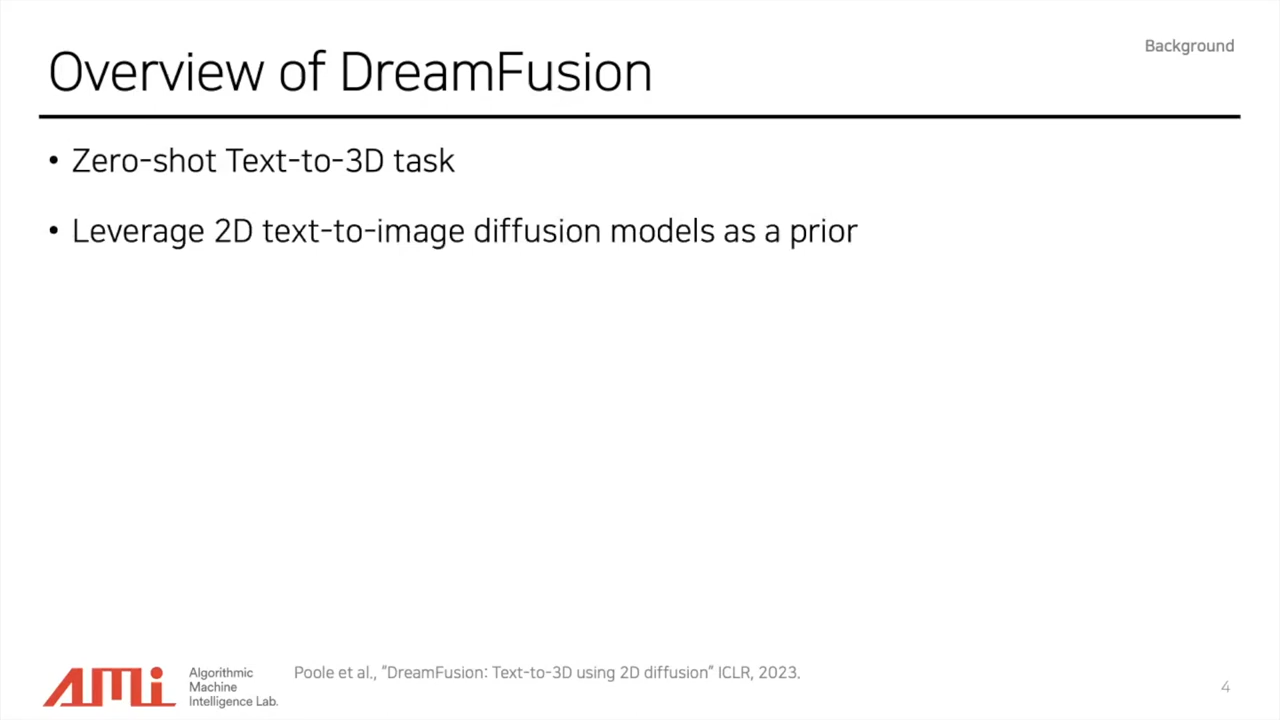 Background
Overview of DreamFusion
• Zero-shot Text-to-3D task
• Leverage 2D text-to-image diffusion models as a prior
AMi
Algorithmic
Machine
Intelligence Lab.
Poole et al., “DreamFusion: Text-to-3D using 2D diffusion” ICLR, 2023.
4